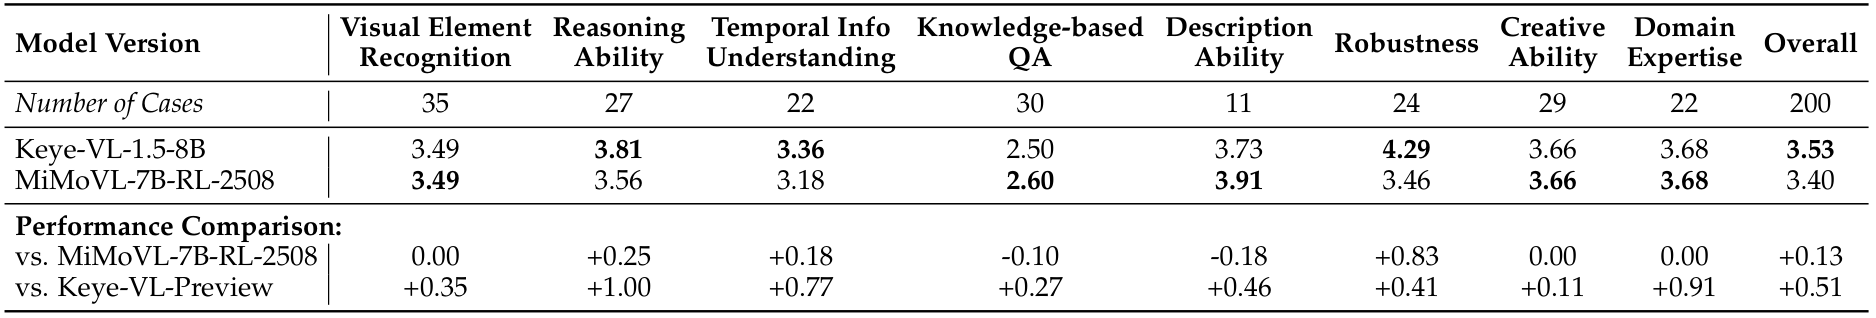 Model Version Visual Element Recognition Reasoning Ability Temporal Info Understanding Knowledge-based QA Description Ability Robustness Creative Ability Domain Expertise Overall
Number of Cases 35 27 22 30 11 24 29 22 200
Keye-VL-1.5-8B 3.49 3.81 3.36 2.50 3.73 4.29 3.66 3.68 3.53
MiMoVL-7B-RL-2508 3.49 3.56 3.18 2.60 3.91 3.46 3.66 3.68 3.40
Performance Comparison:
vs. MiMoVL-7B-RL-2508 0.00 +0.25 +0.18 -0.10 -0.18 +0.83 0.00 0.00 +0.13
vs. Keye-VL-Preview +0.35 +1.00 +0.77 +0.27 +0.46 +0.41 +0.11 +0.91 +0.51